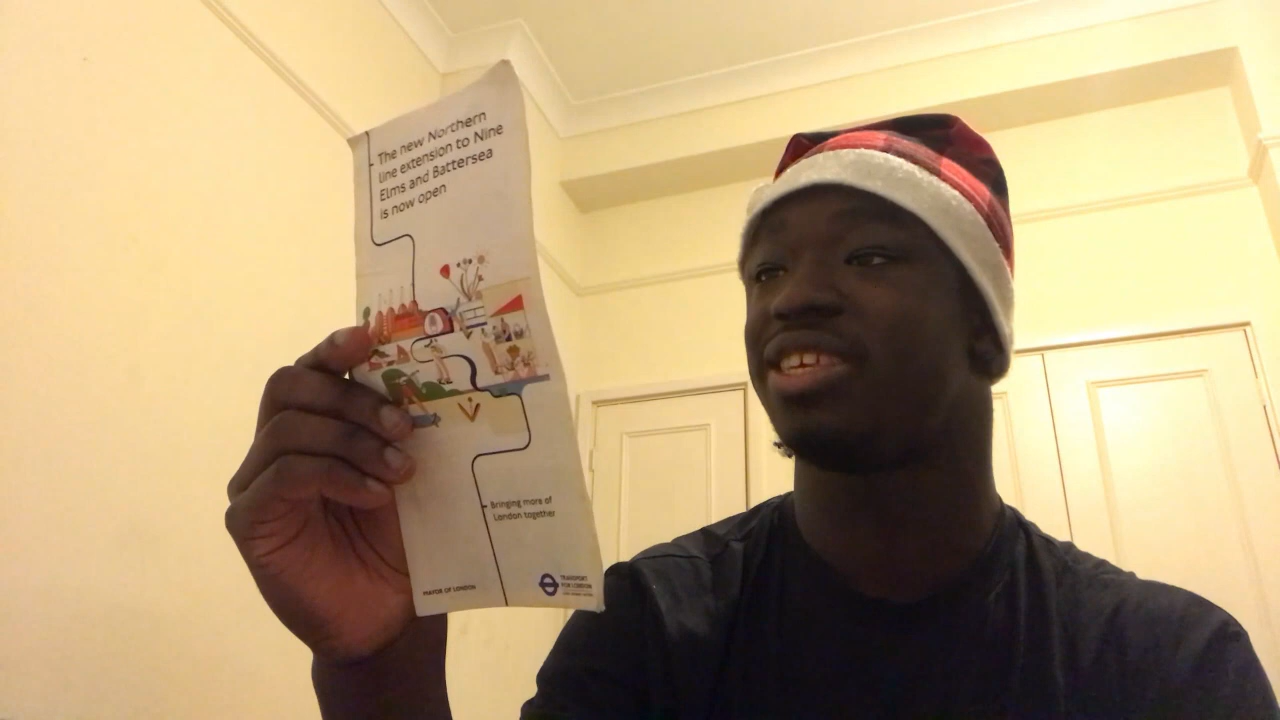 The new Northern
line extension to Nine
Elms and Battersea
is now open
Bringing more of
London together
MAYOR OF LONDON
TRANSPORT
FOR LONDON